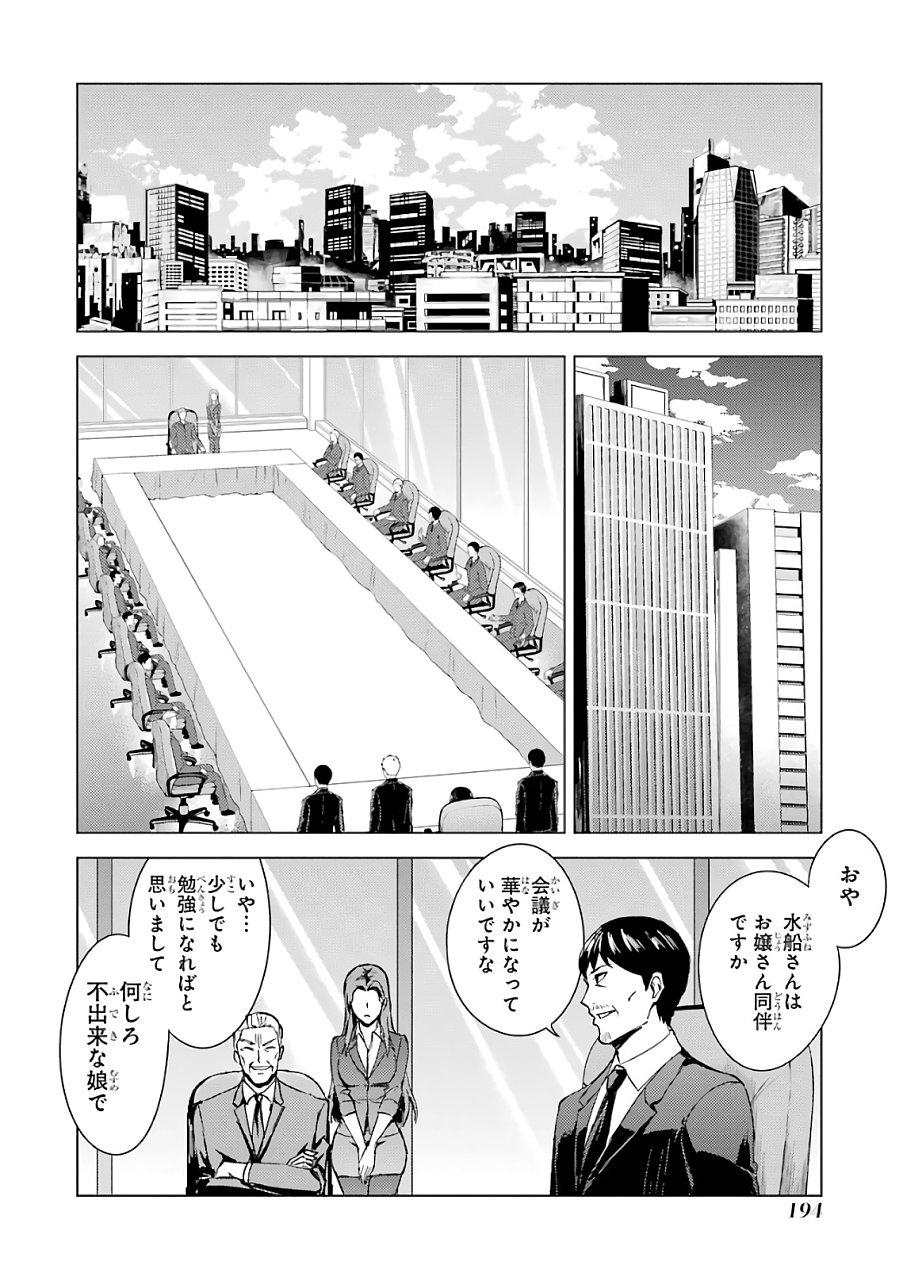 おや
水船さんは
お嬢さん同伴
ですか
会議が
華やかになって
いいですな
いや…
少しでも
勉強になればと
思いまして
何しろ
不出来な娘で
194